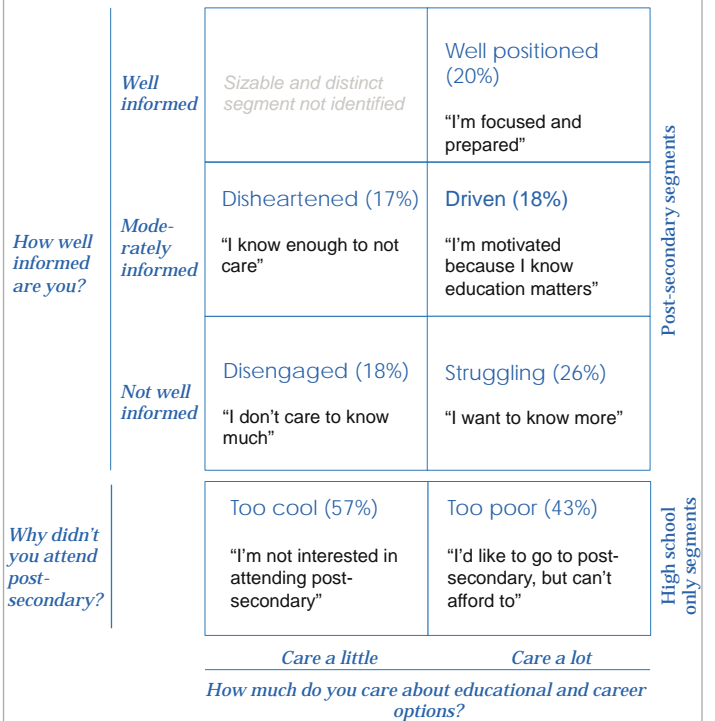 How well
informed
are you?
Well
informed
Sizable and distinct
segment not identified
Well positioned
(20%)
“I’m focused and
prepared”
Mode-
rately
informed
Disheartened (17%)
“I know enough to not
care”
Driven (18%)
“I’m motivated
because I know
education matters”
Not well
informed
Disengaged (18%)
“I don’t care to know
much”
Struggling (26%)
“I want to know more”
Post-secondary segments
Why didn’t
you attend
post-
secondary?
Too cool (57%)
“I’m not interested in
attending post-
secondary”
Too poor (43%)
“I’d like to go to post-
secondary, but can’t
afford to”
High school
only segments
Care a little
Care a lot
How much do you care about educational and career
options?